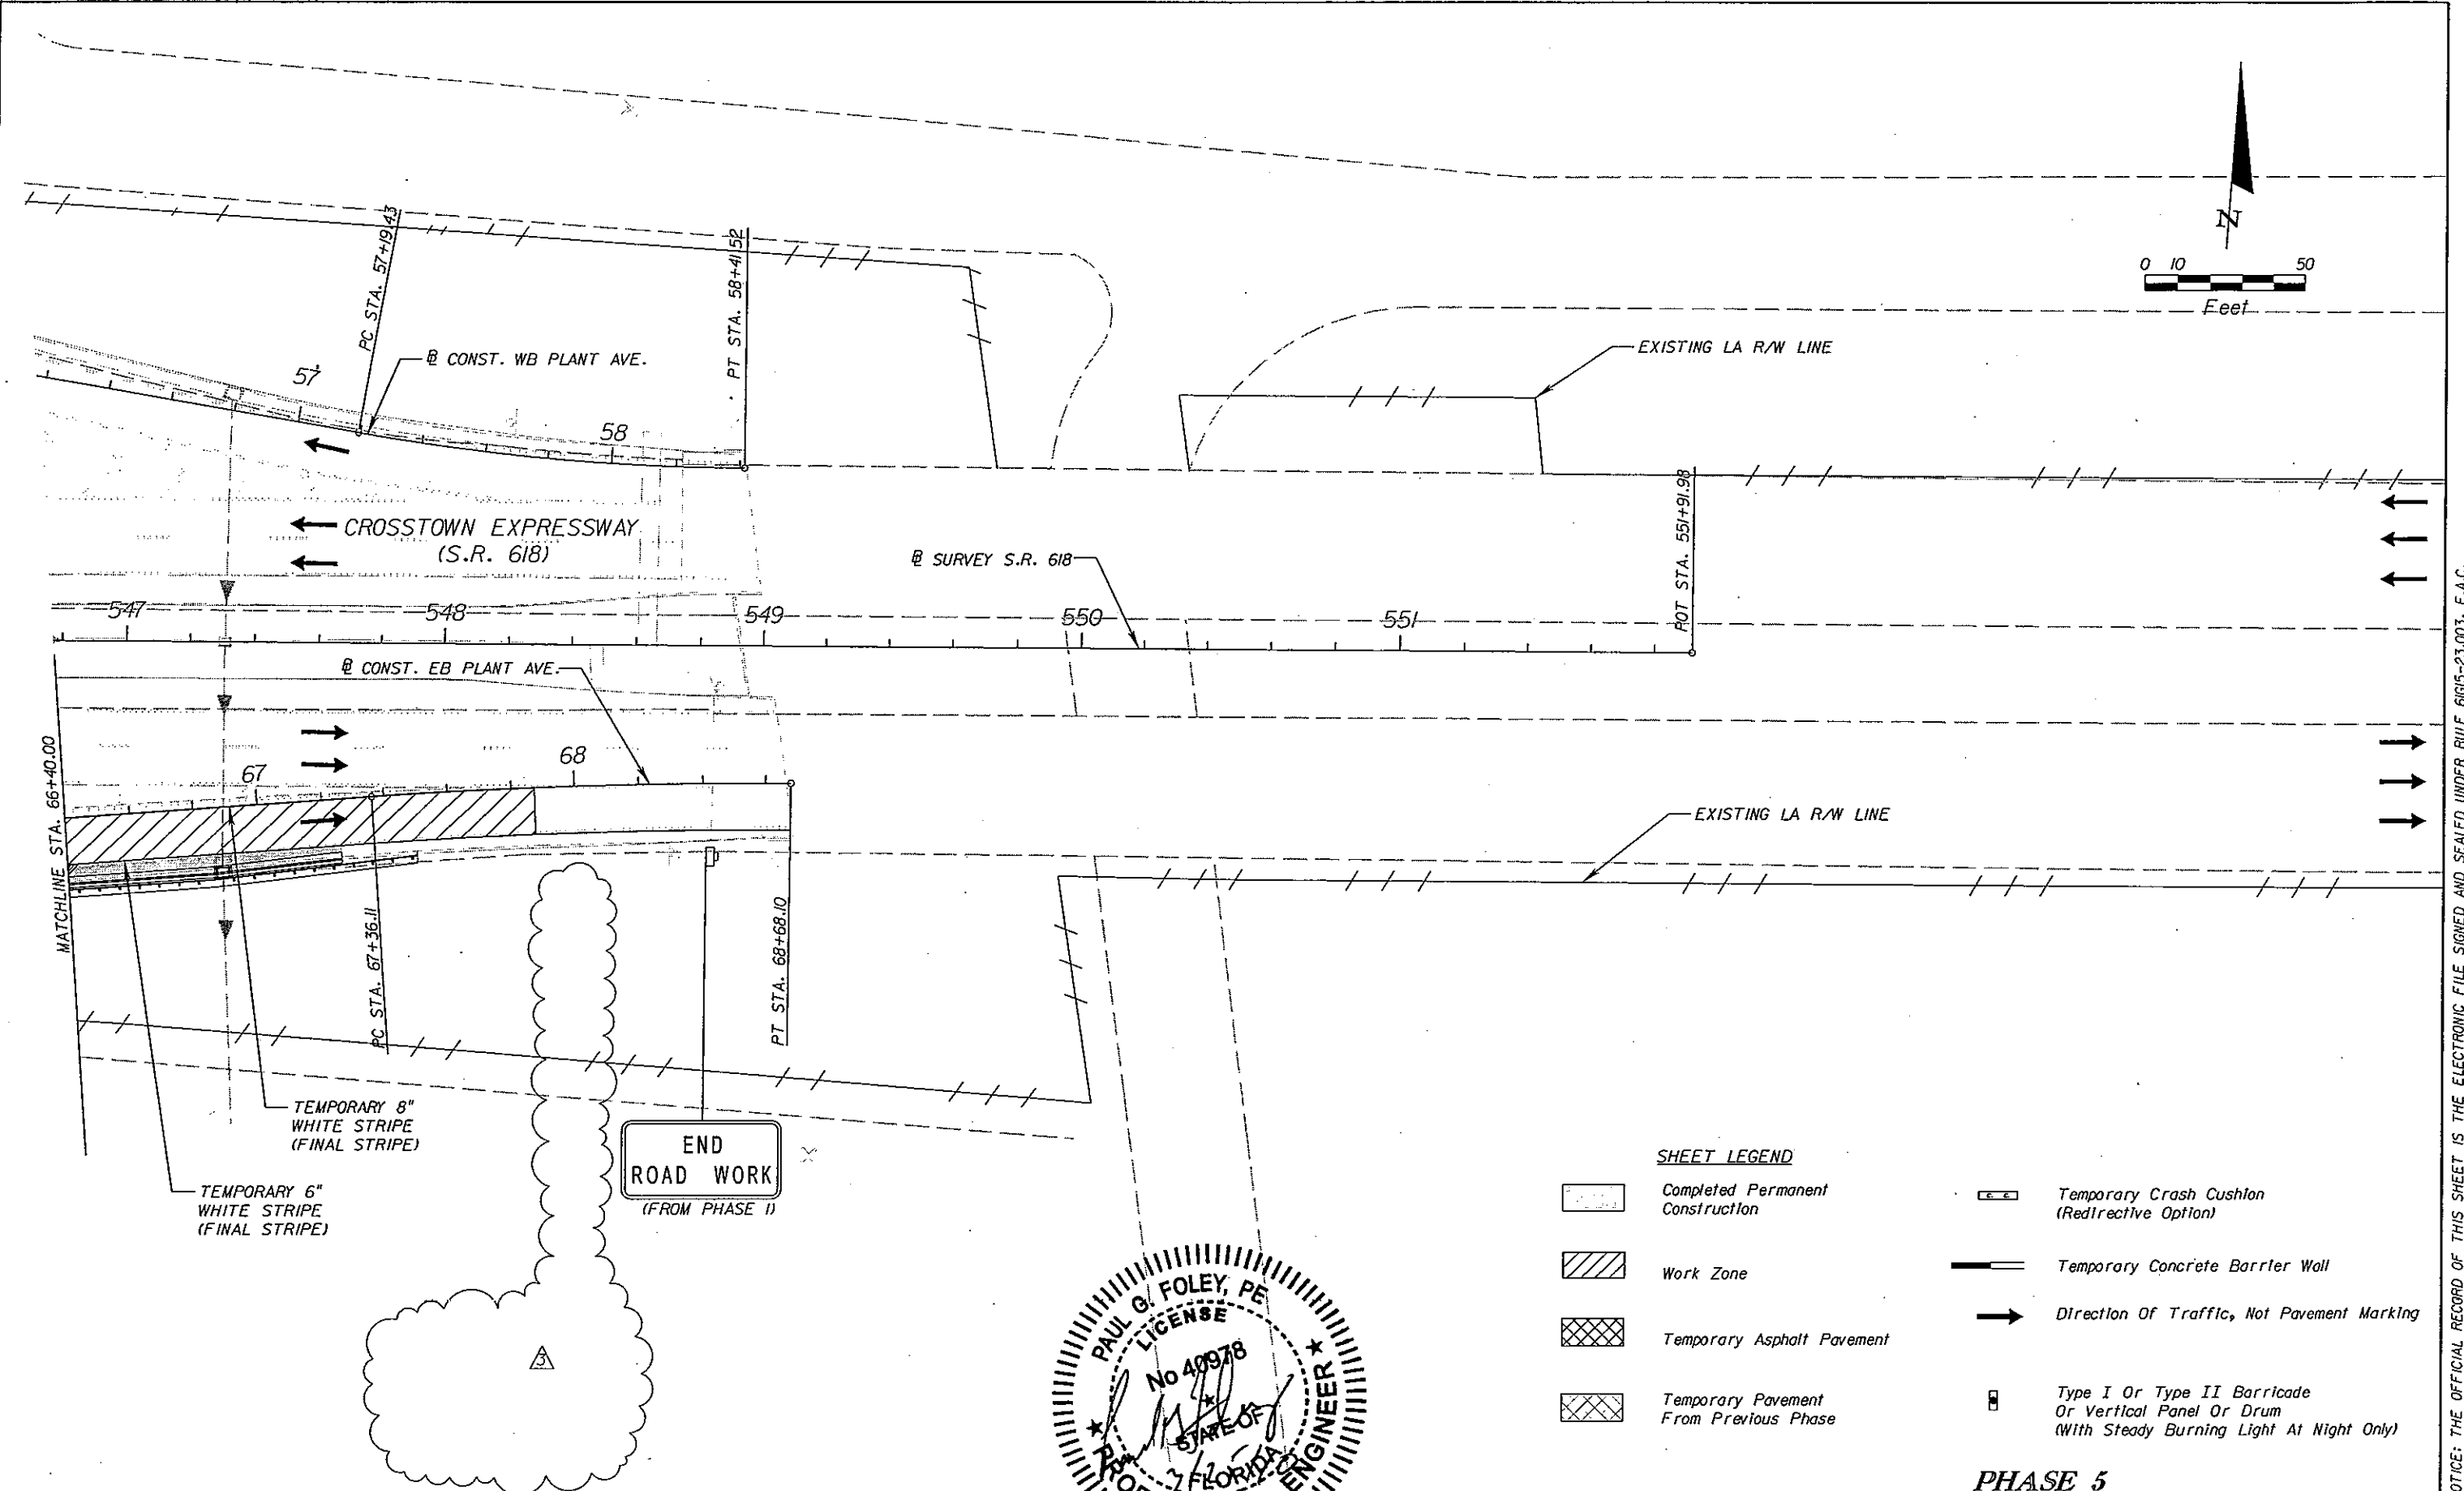 N
0 10 50
Feet
PC STA. 57+19.43
PT STA. 58+41.52
57
℄ CONST. WB PLANT AVE.
58
EXISTING LA R/W LINE
CROSSTOWN EXPRESSWAY
(S.R. 618)
℄ SURVEY S.R. 618
POT STA. 551+91.98
547
548
549
550
551
℄ CONST. EB PLANT AVE.
MATCHLINE STA. 66+40.00
67
68
EXISTING LA R/W LINE
PC STA. 67+36.11
PT STA. 68+68.10
TEMPORARY 8"
WHITE STRIPE
(FINAL STRIPE)
TEMPORARY 6"
WHITE STRIPE
(FINAL STRIPE)
END
ROAD WORK
(FROM PHASE I)
3
PAUL G. FOLEY, PE
LICENSE
No 40978
STATE OF
FLORIDA
ENGINEER
SHEET LEGEND
Completed Permanent
Construction
Work Zone
Temporary Asphalt Pavement
Temporary Pavement
From Previous Phase
Temporary Crash Cushion
(Redirective Option)
Temporary Concrete Barrier Wall
Direction Of Traffic, Not Pavement Marking
Type I Or Type II Barricade
Or Vertical Panel Or Drum
(With Steady Burning Light At Night Only)
PHASE 5
NOTICE: THE OFFICIAL RECORD OF THIS SHEET IS THE ELECTRONIC FILE SIGNED AND SEALED UNDER RULE 61G15-23.003, F.A.C.